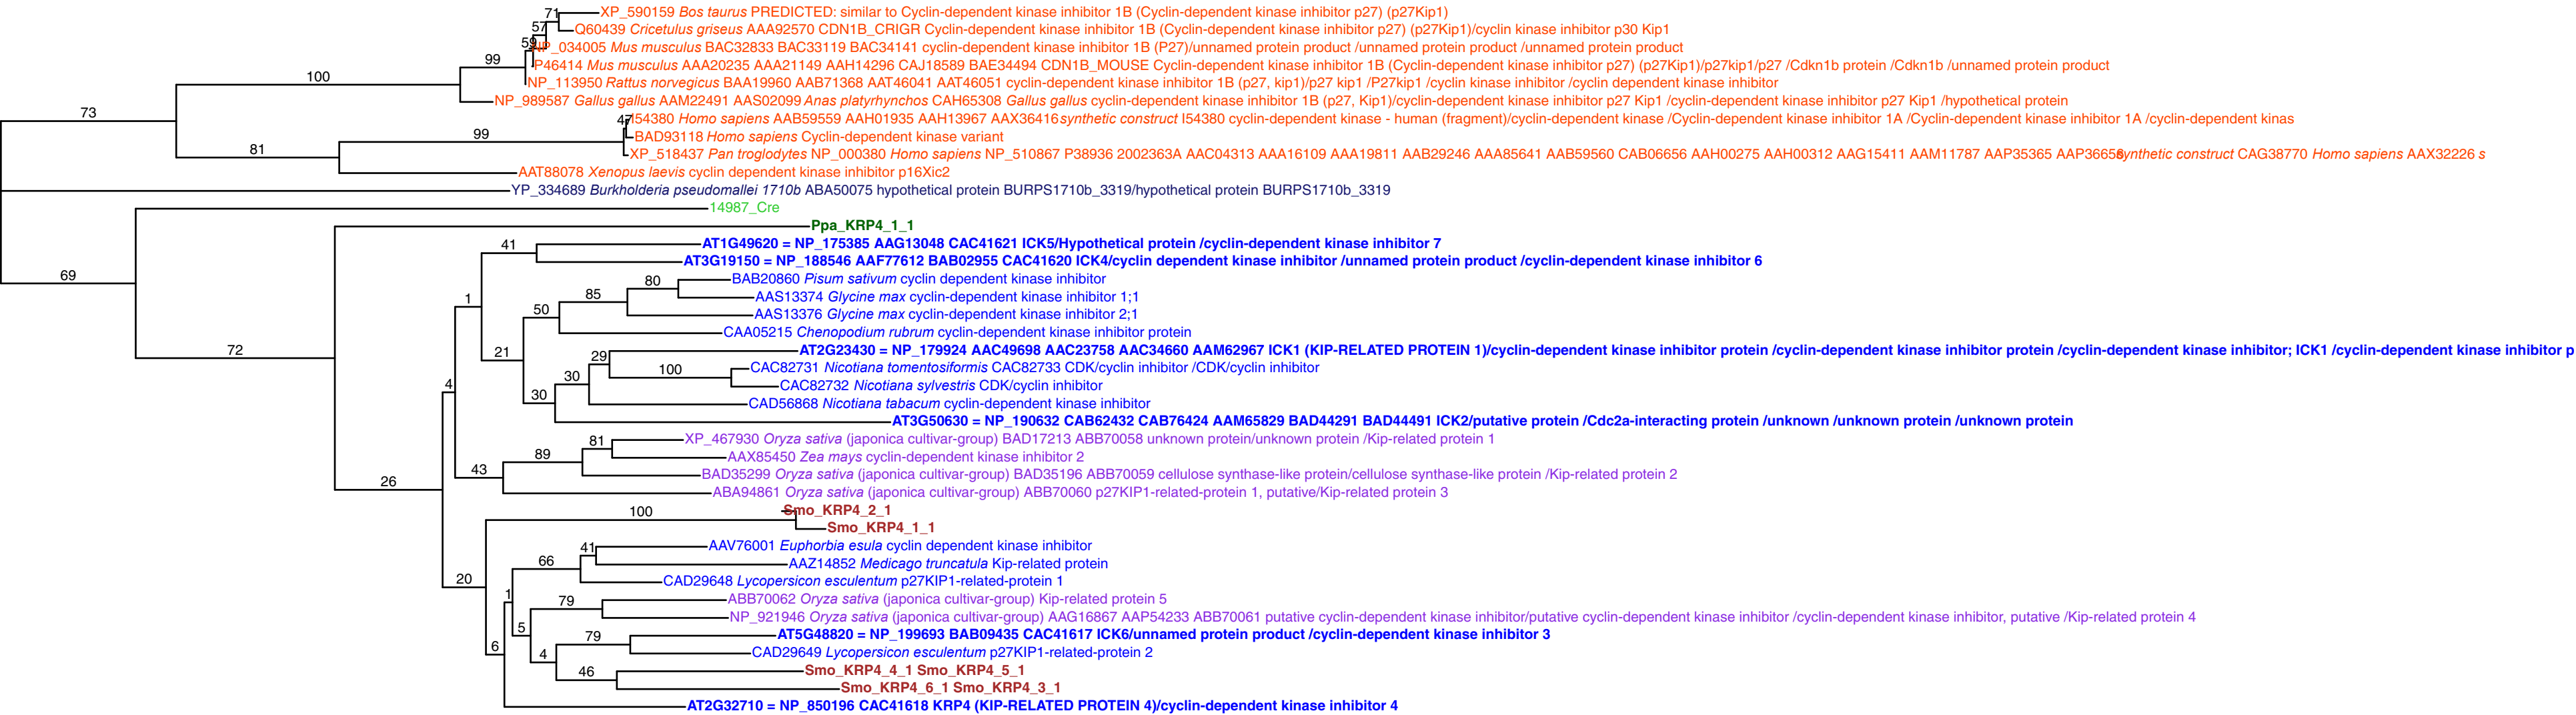 71 XP_590159 Bos taurus PREDICTED: similar to Cyclin-dependent kinase inhibitor 1B (Cyclin-dependent kinase inhibitor p27) (p27Kip1)
57 Q60439 Cricetulus griseus AAA92570 CDN1B_CRIGR Cyclin-dependent kinase inhibitor 1B (Cyclin-dependent kinase inhibitor p27) (p27Kip1)/cyclin kinase inhibitor p30 Kip1
59 NP_034005 Mus musculus BAC32833 BAC33119 BAC34141 cyclin-dependent kinase inhibitor 1B (P27)/unnamed protein product /unnamed protein product /unnamed protein product
99 P46414 Mus musculus AAA20235 AAA21149 AAH14296 CAJ18589 BAE34494 CDN1B_MOUSE Cyclin-dependent kinase inhibitor 1B (Cyclin-dependent kinase inhibitor p27) (p27Kip1)/p27kip1/p27 /Cdkn1b protein /Cdkn1b /unnamed protein product
100 NP_113950 Rattus norvegicus BAA19960 AAB71368 AAT46041 AAT46051 cyclin-dependent kinase inhibitor 1B (p27, kip1)/p27 kip1 /P27kip1 /cyclin kinase inhibitor /cyclin dependent kinase inhibitor
NP_989587 Gallus gallus AAM22491 AAS02099 Anas platyrhynchos CAH65308 Gallus gallus cyclin-dependent kinase inhibitor 1B (p27, Kip1)/cyclin-dependent kinase inhibitor p27 Kip1 /cyclin-dependent kinase inhibitor p27 Kip1 /hypothetical protein
73 47 I54380 Homo sapiens AAB59559 AAH01935 AAH13967 AAX36416 synthetic construct I54380 cyclin-dependent kinase - human (fragment)/cyclin-dependent kinase /Cyclin-dependent kinase inhibitor 1A /Cyclin-dependent kinase inhibitor 1A /cyclin-dependent kinas
99 BAD93118 Homo sapiens Cyclin-dependent kinase variant
81 XP_518437 Pan troglodytes NP_000380 Homo sapiens NP_510867 P38936 2002363A AAC04313 AAA16109 AAA19811 AAB29246 AAA85641 AAB59560 CAB06656 AAH00275 AAH00312 AAG15411 AAM11787 AAP35365 AAP36658 synthetic construct CAG38770 Homo sapiens AAX32226 s
AAT88078 Xenopus laevis cyclin dependent kinase inhibitor p16Xic2
YP_334689 Burkholderia pseudomallei 1710b ABA50075 hypothetical protein BURPS1710b_3319/hypothetical protein BURPS1710b_3319
14987_Cre
Ppa_KRP4_1_1
41 AT1G49620 = NP_175385 AAG13048 CAC41621 ICK5/Hypothetical protein /cyclin-dependent kinase inhibitor 7
AT3G19150 = NP_188546 AAF77612 BAB02955 CAC41620 ICK4/cyclin dependent kinase inhibitor /unnamed protein product /cyclin-dependent kinase inhibitor 6
69 80 BAB20860 Pisum sativum cyclin dependent kinase inhibitor
1 85 AAS13374 Glycine max cyclin-dependent kinase inhibitor 1;1
50 AAS13376 Glycine max cyclin-dependent kinase inhibitor 2;1
CAA05215 Chenopodium rubrum cyclin-dependent kinase inhibitor protein
72 21 29 AT2G23430 = NP_179924 AAC49698 AAC23758 AAC34660 AAM62967 ICK1 (KIP-RELATED PROTEIN 1)/cyclin-dependent kinase inhibitor protein /cyclin-dependent kinase inhibitor protein /cyclin-dependent kinase inhibitor; ICK1 /cyclin-dependent kinase inhibitor p
100 CAC82731 Nicotiana tomentosiformis CAC82733 CDK/cyclin inhibitor /CDK/cyclin inhibitor
4 30 CAC82732 Nicotiana sylvestris CDK/cyclin inhibitor
30 CAD56868 Nicotiana tabacum cyclin-dependent kinase inhibitor
AT3G50630 = NP_190632 CAB62432 CAB76424 AAM65829 BAD44291 BAD44491 ICK2/putative protein /Cdc2a-interacting protein /unknown /unknown protein /unknown protein
81 XP_467930 Oryza sativa (japonica cultivar-group) BAD17213 ABB70058 unknown protein/unknown protein /Kip-related protein 1
89 AAX85450 Zea mays cyclin-dependent kinase inhibitor 2
43 BAD35299 Oryza sativa (japonica cultivar-group) BAD35196 ABB70059 cellulose synthase-like protein/cellulose synthase-like protein /Kip-related protein 2
26 ABA94861 Oryza sativa (japonica cultivar-group) ABB70060 p27KIP1-related-protein 1, putative/Kip-related protein 3
100 Smo_KRP4_2_1
Smo_KRP4_1_1
41 AAV76001 Euphorbia esula cyclin dependent kinase inhibitor
66 AAZ14852 Medicago truncatula Kip-related protein
20 CAD29648 Lycopersicon esculentum p27KIP1-related-protein 1
1 79 ABB70062 Oryza sativa (japonica cultivar-group) Kip-related protein 5
NP_921946 Oryza sativa (japonica cultivar-group) AAG16867 AAP54233 ABB70061 putative cyclin-dependent kinase inhibitor/putative cyclin-dependent kinase inhibitor /cyclin-dependent kinase inhibitor, putative /Kip-related protein 4
5 79 AT5G48820 = NP_199693 BAB09435 CAC41617 ICK6/unnamed protein product /cyclin-dependent kinase inhibitor 3
6 4 CAD29649 Lycopersicon esculentum p27KIP1-related-protein 2
46 Smo_KRP4_4_1 Smo_KRP4_5_1
Smo_KRP4_6_1 Smo_KRP4_3_1
AT2G32710 = NP_850196 CAC41618 KRP4 (KIP-RELATED PROTEIN 4)/cyclin-dependent kinase inhibitor 4